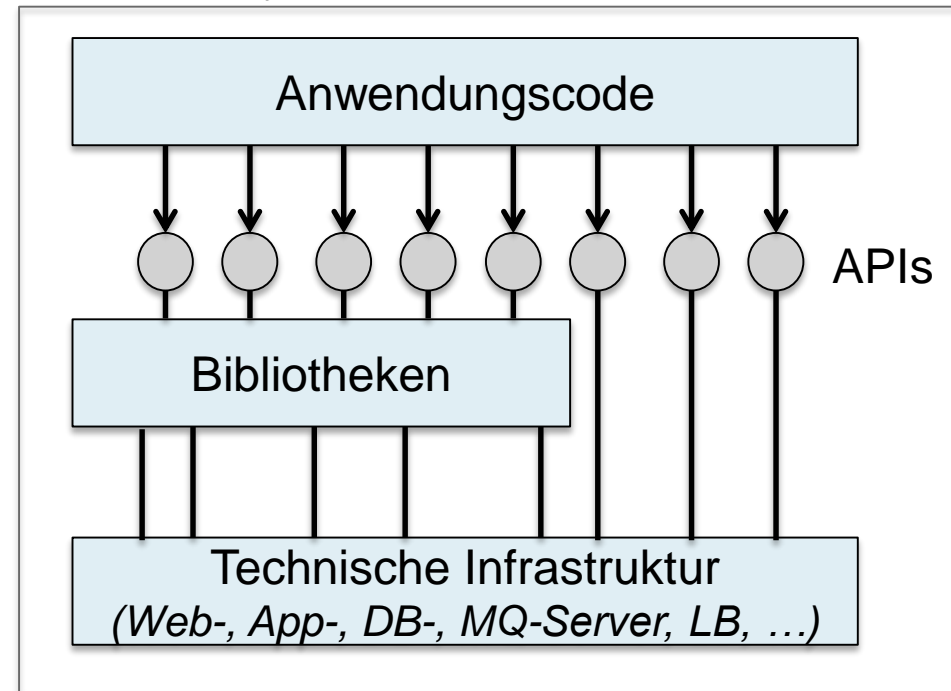 Anwendungscode
APIs
Bibliotheken
Technische Infrastruktur
(Web-, App-, DB-, MQ-Server, LB, …)